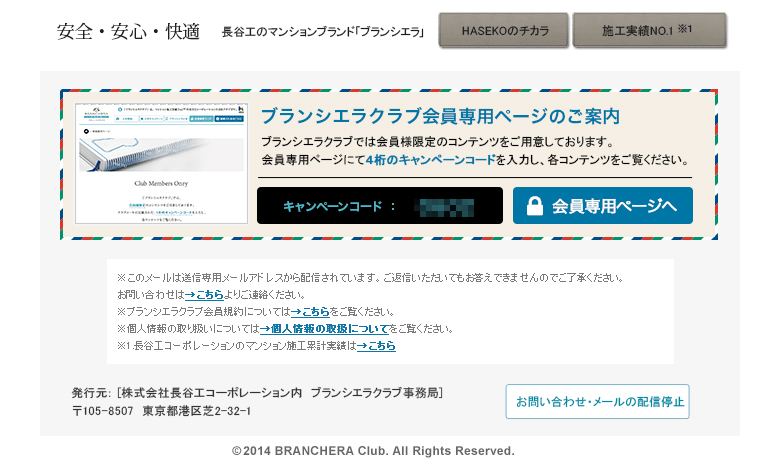 安全・安心・快適　長谷工のマンションブランド「ブランシエラ」　HASEKOのチカラ　施工実績NO.1 ※1
ブランシエラクラブ会員専用ページのご案内
ブランシエラクラブでは会員様限定のコンテンツをご用意しております。
会員専用ページにて4桁のキャンペーンコードを入力し、各コンテンツをご覧ください。
Club Members Onry
キャンペーンコード ：
会員専用ページへ
※このメールは送信専用メールアドレスから配信されています。ご返信いただいてもお答えできませんのでご了承ください。
お問い合わせは→こちらよりご連絡ください。
※ブランシエラクラブ会員規約については→こちらをご覧ください。
※個人情報の取り扱いについては→個人情報の取扱についてをご覧ください。
※1.長谷工コーポレーションのマンション施工累計実績は→こちら
発行元: [株式会社長谷工コーポレーション内　ブランシエラクラブ事務局]
〒105-8507　東京都港区芝2-32-1
お問い合わせ・メールの配信停止
©2014 BRANCHERA Club. All Rights Reserved.